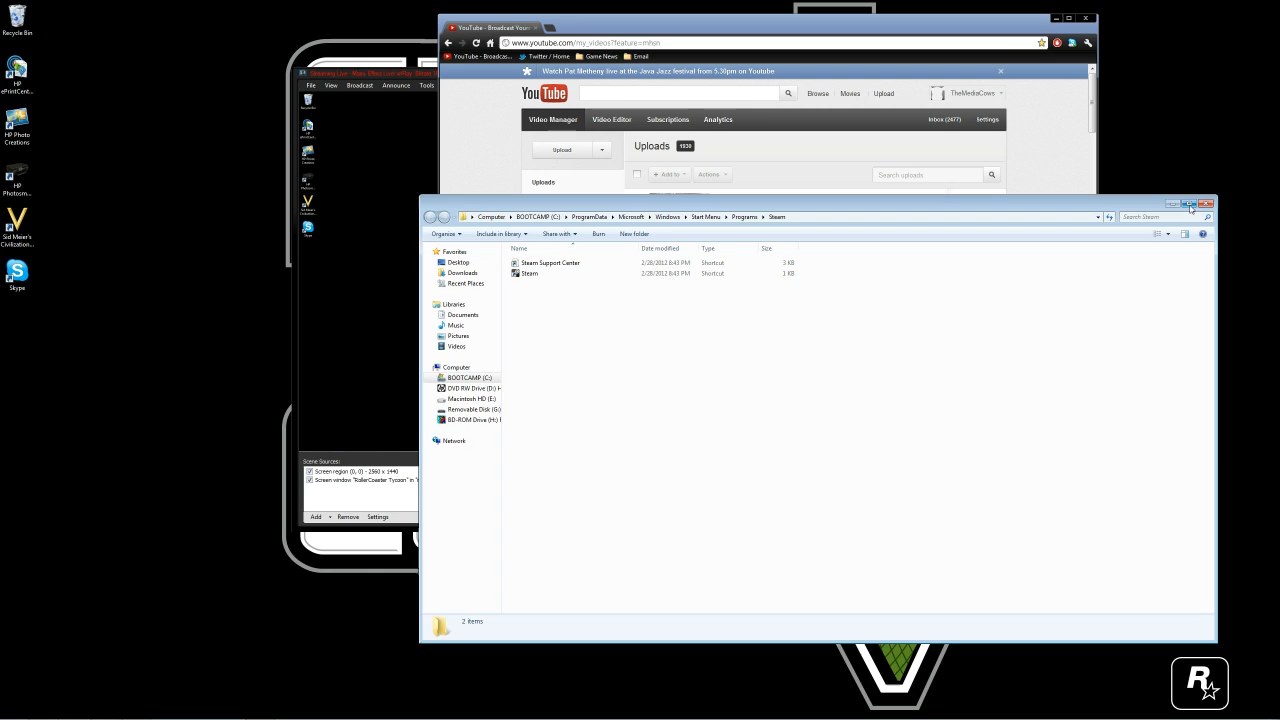 Recycle Bin
HP
ePrintCent...
HP Photo
Creations
HP
Photosm...
Sid Meier's
Civilization...
Skype
File View Broadcast Announce Tools
Scene Sources:
Screen region (0, 0) - 2560 x 1440
Screen window "RollerCoaster Tycoon" in "
Add Remove Settings
YouTube - Broadcast Your
www.youtube.com/my_videos?feature=mhsn
YouTube - Broadcas... Twitter / Home Game News Email
Watch Pat Metheny live at the Java Jazz festival from 5.30pm on Youtube
YouTube Browse Movies Upload TheMediaCows
Video Manager Video Editor Subscriptions Analytics Inbox (2477) Settings
Upload Uploads 1938
+ Add to Actions Search uploads
Uploads
Computer BOOTCAMP (C:) ProgramData Microsoft Windows Start Menu Programs Steam Search Steam
Organize Include in library Share with Burn New folder
Name Date modified Type Size
Steam Support Center 2/28/2012 8:43 PM Shortcut 3 KB
Steam 2/28/2012 8:43 PM Shortcut 1 KB
Favorites
Desktop
Downloads
Recent Places
Libraries
Documents
Music
Pictures
Videos
Computer
BOOTCAMP (C:)
DVD RW Drive (D:) H
Macintosh HD (E:)
Removable Disk (G:)
BD-ROM Drive (H:)
Network
2 items
R